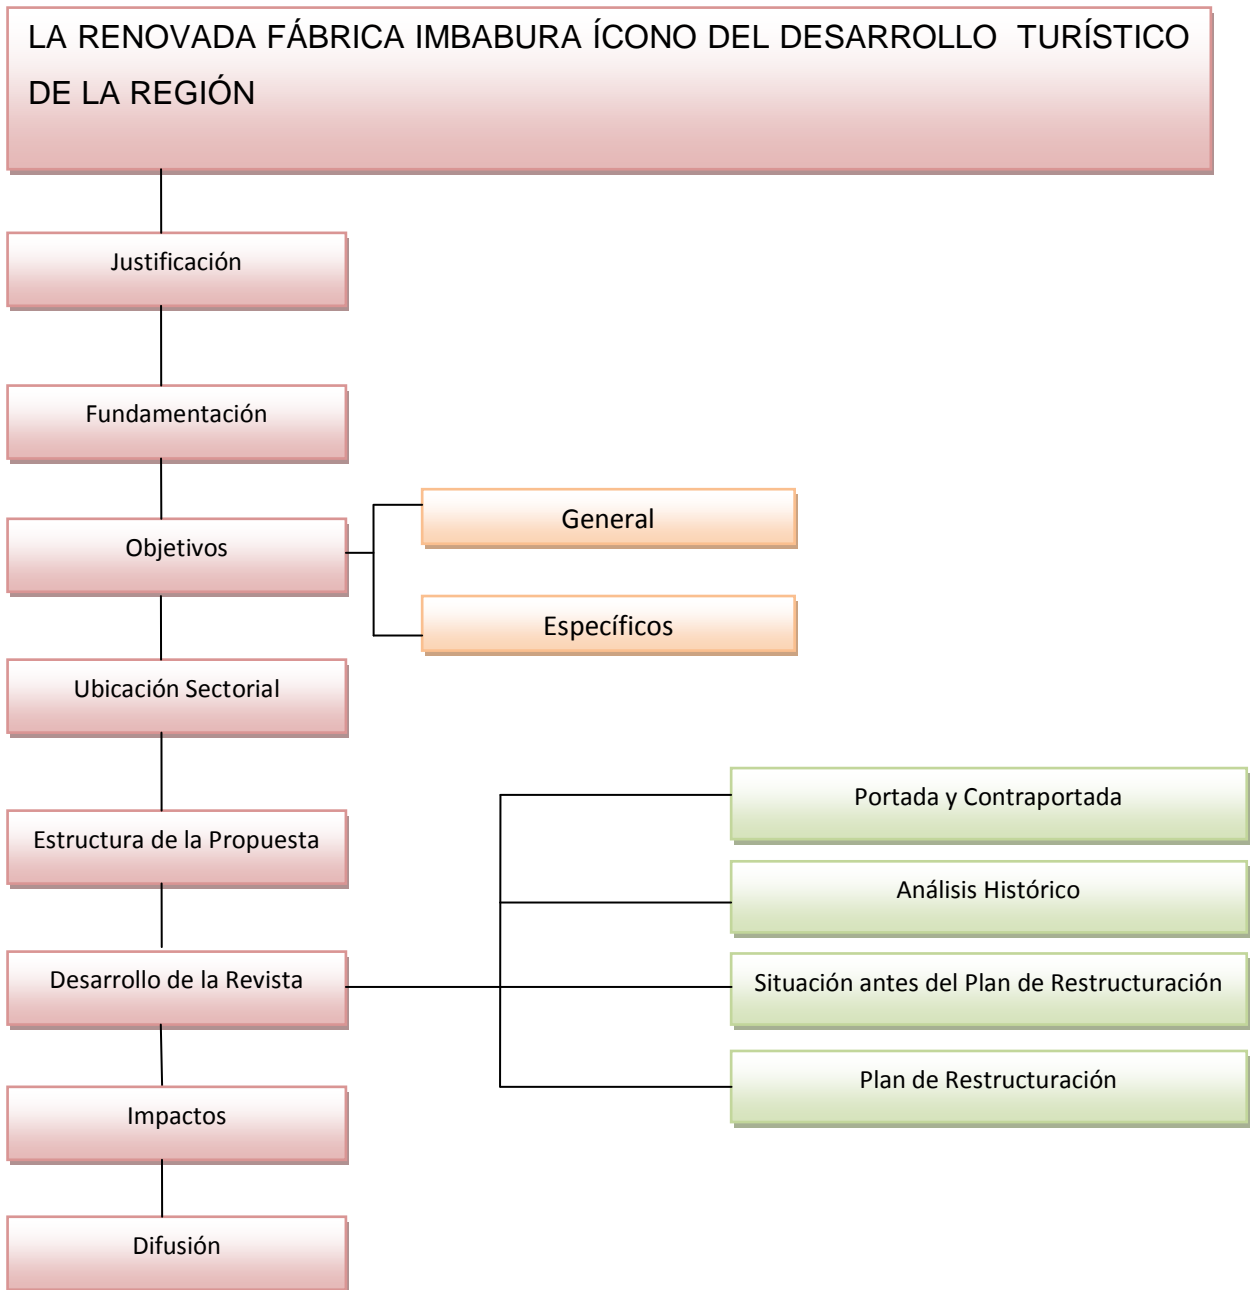 LA RENOVADA FÁBRICA IMBABURA ÍCONO DEL DESARROLLO TURÍSTICO
DE LA REGIÓN
Justificación
Fundamentación
Objetivos
General
Específicos
Ubicación Sectorial
Estructura de la Propuesta
Desarrollo de la Revista
Portada y Contraportada
Análisis Histórico
Situación antes del Plan de Restructuración
Plan de Restructuración
Impactos
Difusión